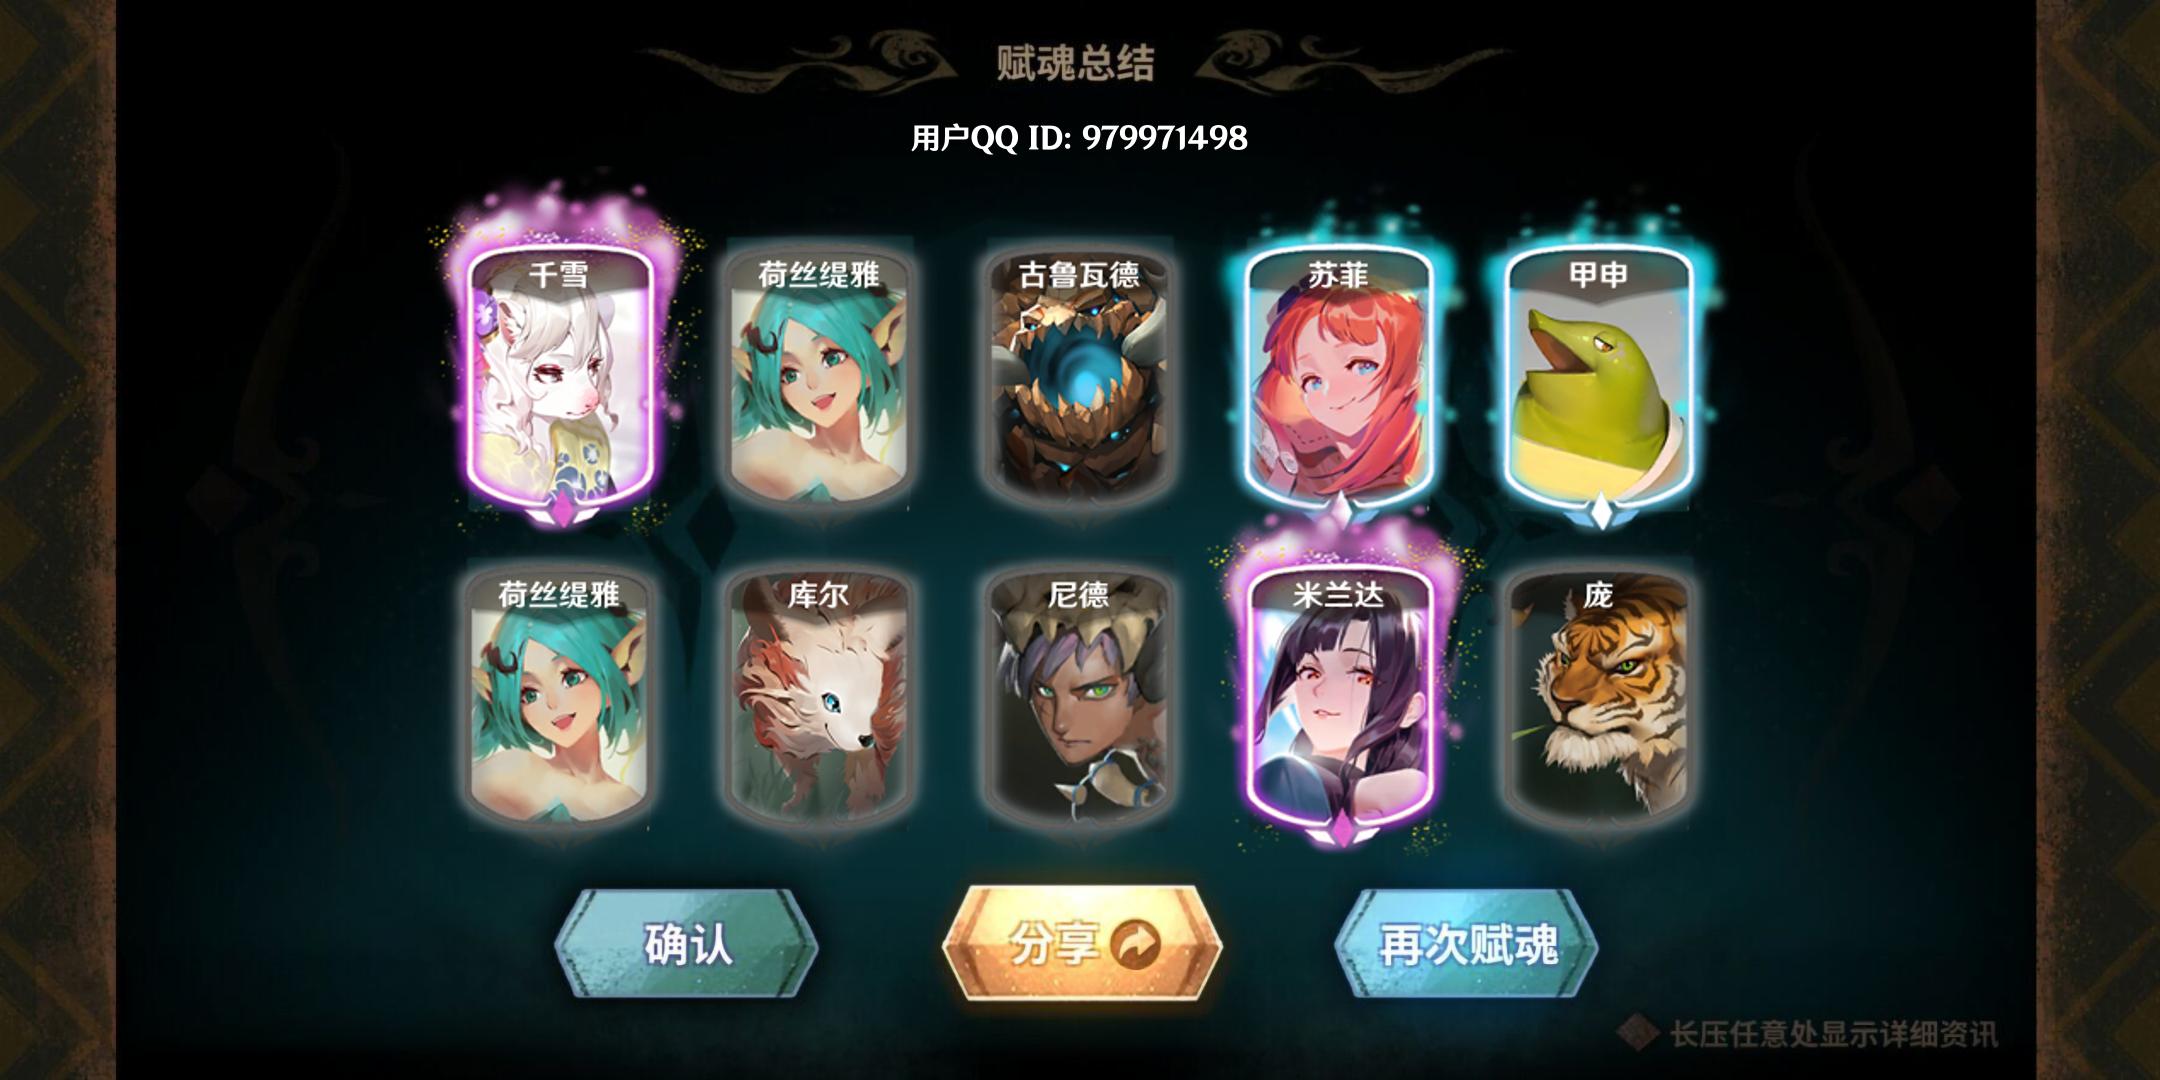 赋魂总结
用户QQ ID: 979971498
千雪
荷丝缇雅
古鲁瓦德
苏菲
甲申
荷丝缇雅
库尔
尼德
米兰达
庞
确认
分享
再次赋魂
长压任意处显示详细资讯